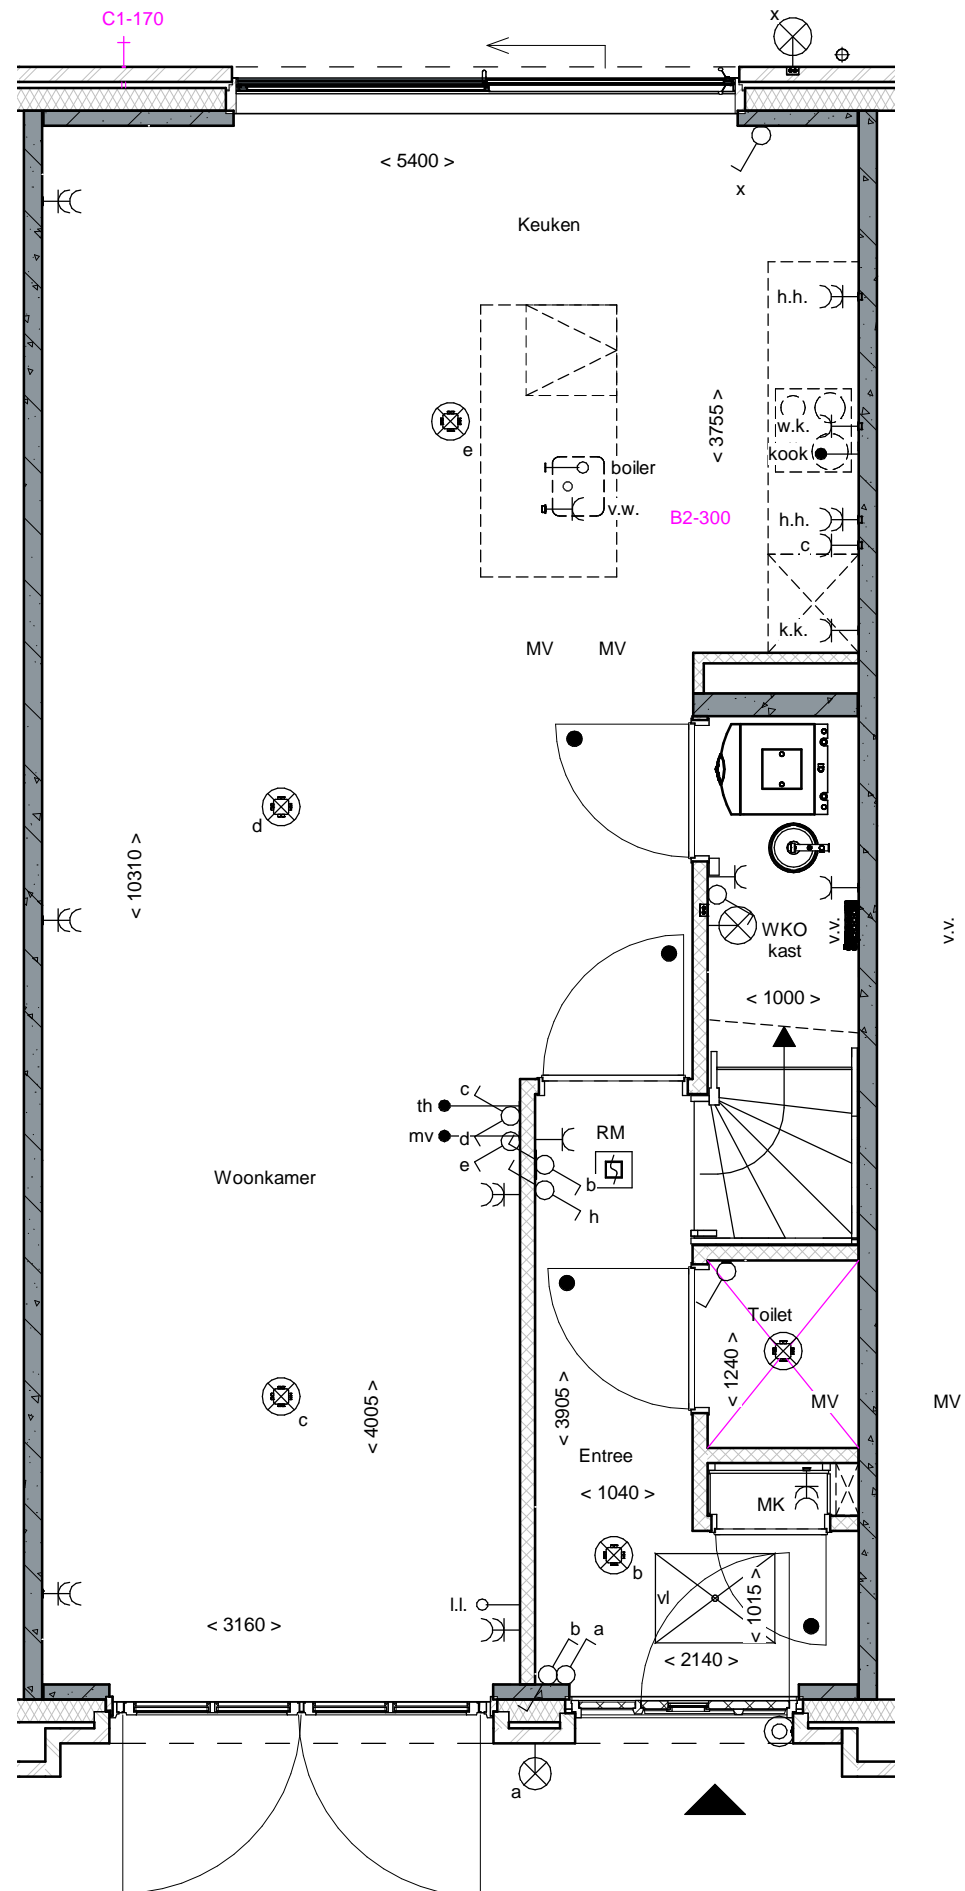 C1-170
x
< 5400 >
x
Keuken
h.h.
< 3755 >
w.k.
e
kook
boiler
v.w.
B2-300
h.h.
c
k.k.
MV MV
d
< 10310 >
WKO
kast
v.v.
v.v.
< 1000 >
c
th
mv
d
RM
e
b
Woonkamer
h
Toilet
< 1240 >
MV
MV
c
< 4005 >
< 3905 >
Entree
< 1040 >
MK
b
vl
< 1015 >
l.l.
< 3160 >
b a
< 2140 >
a